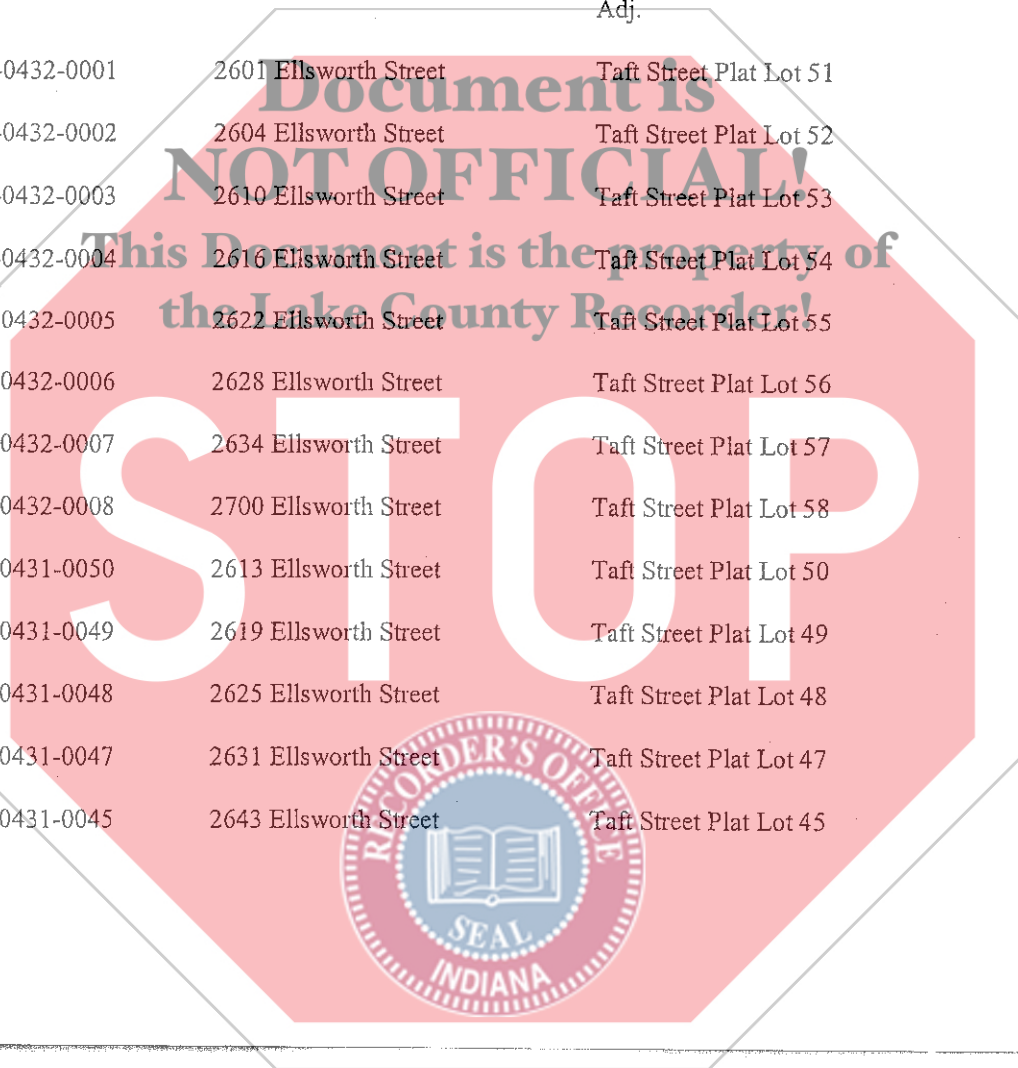 Adj.
-0432-0001 2601 Ellsworth Street Taft Street Plat Lot 51
Document is
-0432-0002 2604 Ellsworth Street Taft Street Plat Lot 52
NOT OFFICIAL!
-0432-0003 2610 Ellsworth Street Taft Street Plat Lot 53
This Document is the property of
0432-0004 2616 Ellsworth Street Taft Street Plat Lot 54
the Lake County Recorder!
0432-0005 2622 Ellsworth Street Taft Street Plat Lot 55
0432-0006 2628 Ellsworth Street Taft Street Plat Lot 56
0432-0007 2634 Ellsworth Street Taft Street Plat Lot 57
0432-0008 2700 Ellsworth Street Taft Street Plat Lot 58
STOP
0431-0050 2613 Ellsworth Street Taft Street Plat Lot 50
0431-0049 2619 Ellsworth Street Taft Street Plat Lot 49
0431-0048 2625 Ellsworth Street Taft Street Plat Lot 48
0431-0047 2631 Ellsworth Street Taft Street Plat Lot 47
0431-0045 2643 Ellsworth Street Taft Street Plat Lot 45
RECORDER'S OFFICE
SEAL
INDIANA